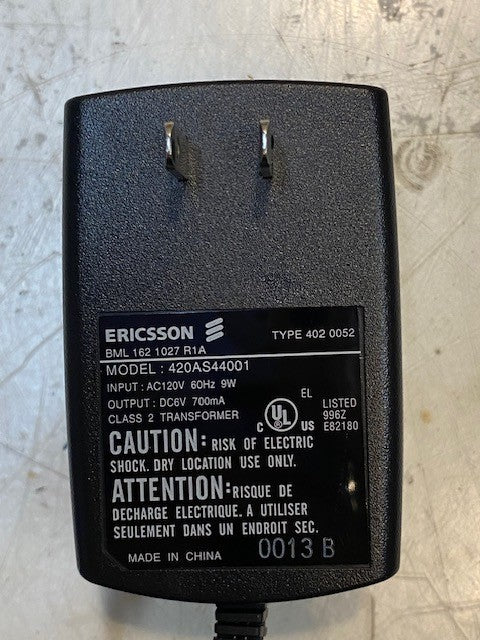 ERICSSON TYPE 402 0052
BML 162 1027 R1A
MODEL : 420AS44001
INPUT : AC120V 60Hz 9W
OUTPUT : DC6V 700mA
CLASS 2 TRANSFORMER
C UL US
EL
LISTED
996Z
E82180
CAUTION: RISK OF ELECTRIC
SHOCK. DRY LOCATION USE ONLY.
ATTENTION: RISQUE DE
DECHARGE ELECTRIQUE. A UTILISER
SEULEMENT DANS UN ENDROIT SEC.
MADE IN CHINA 0013 B